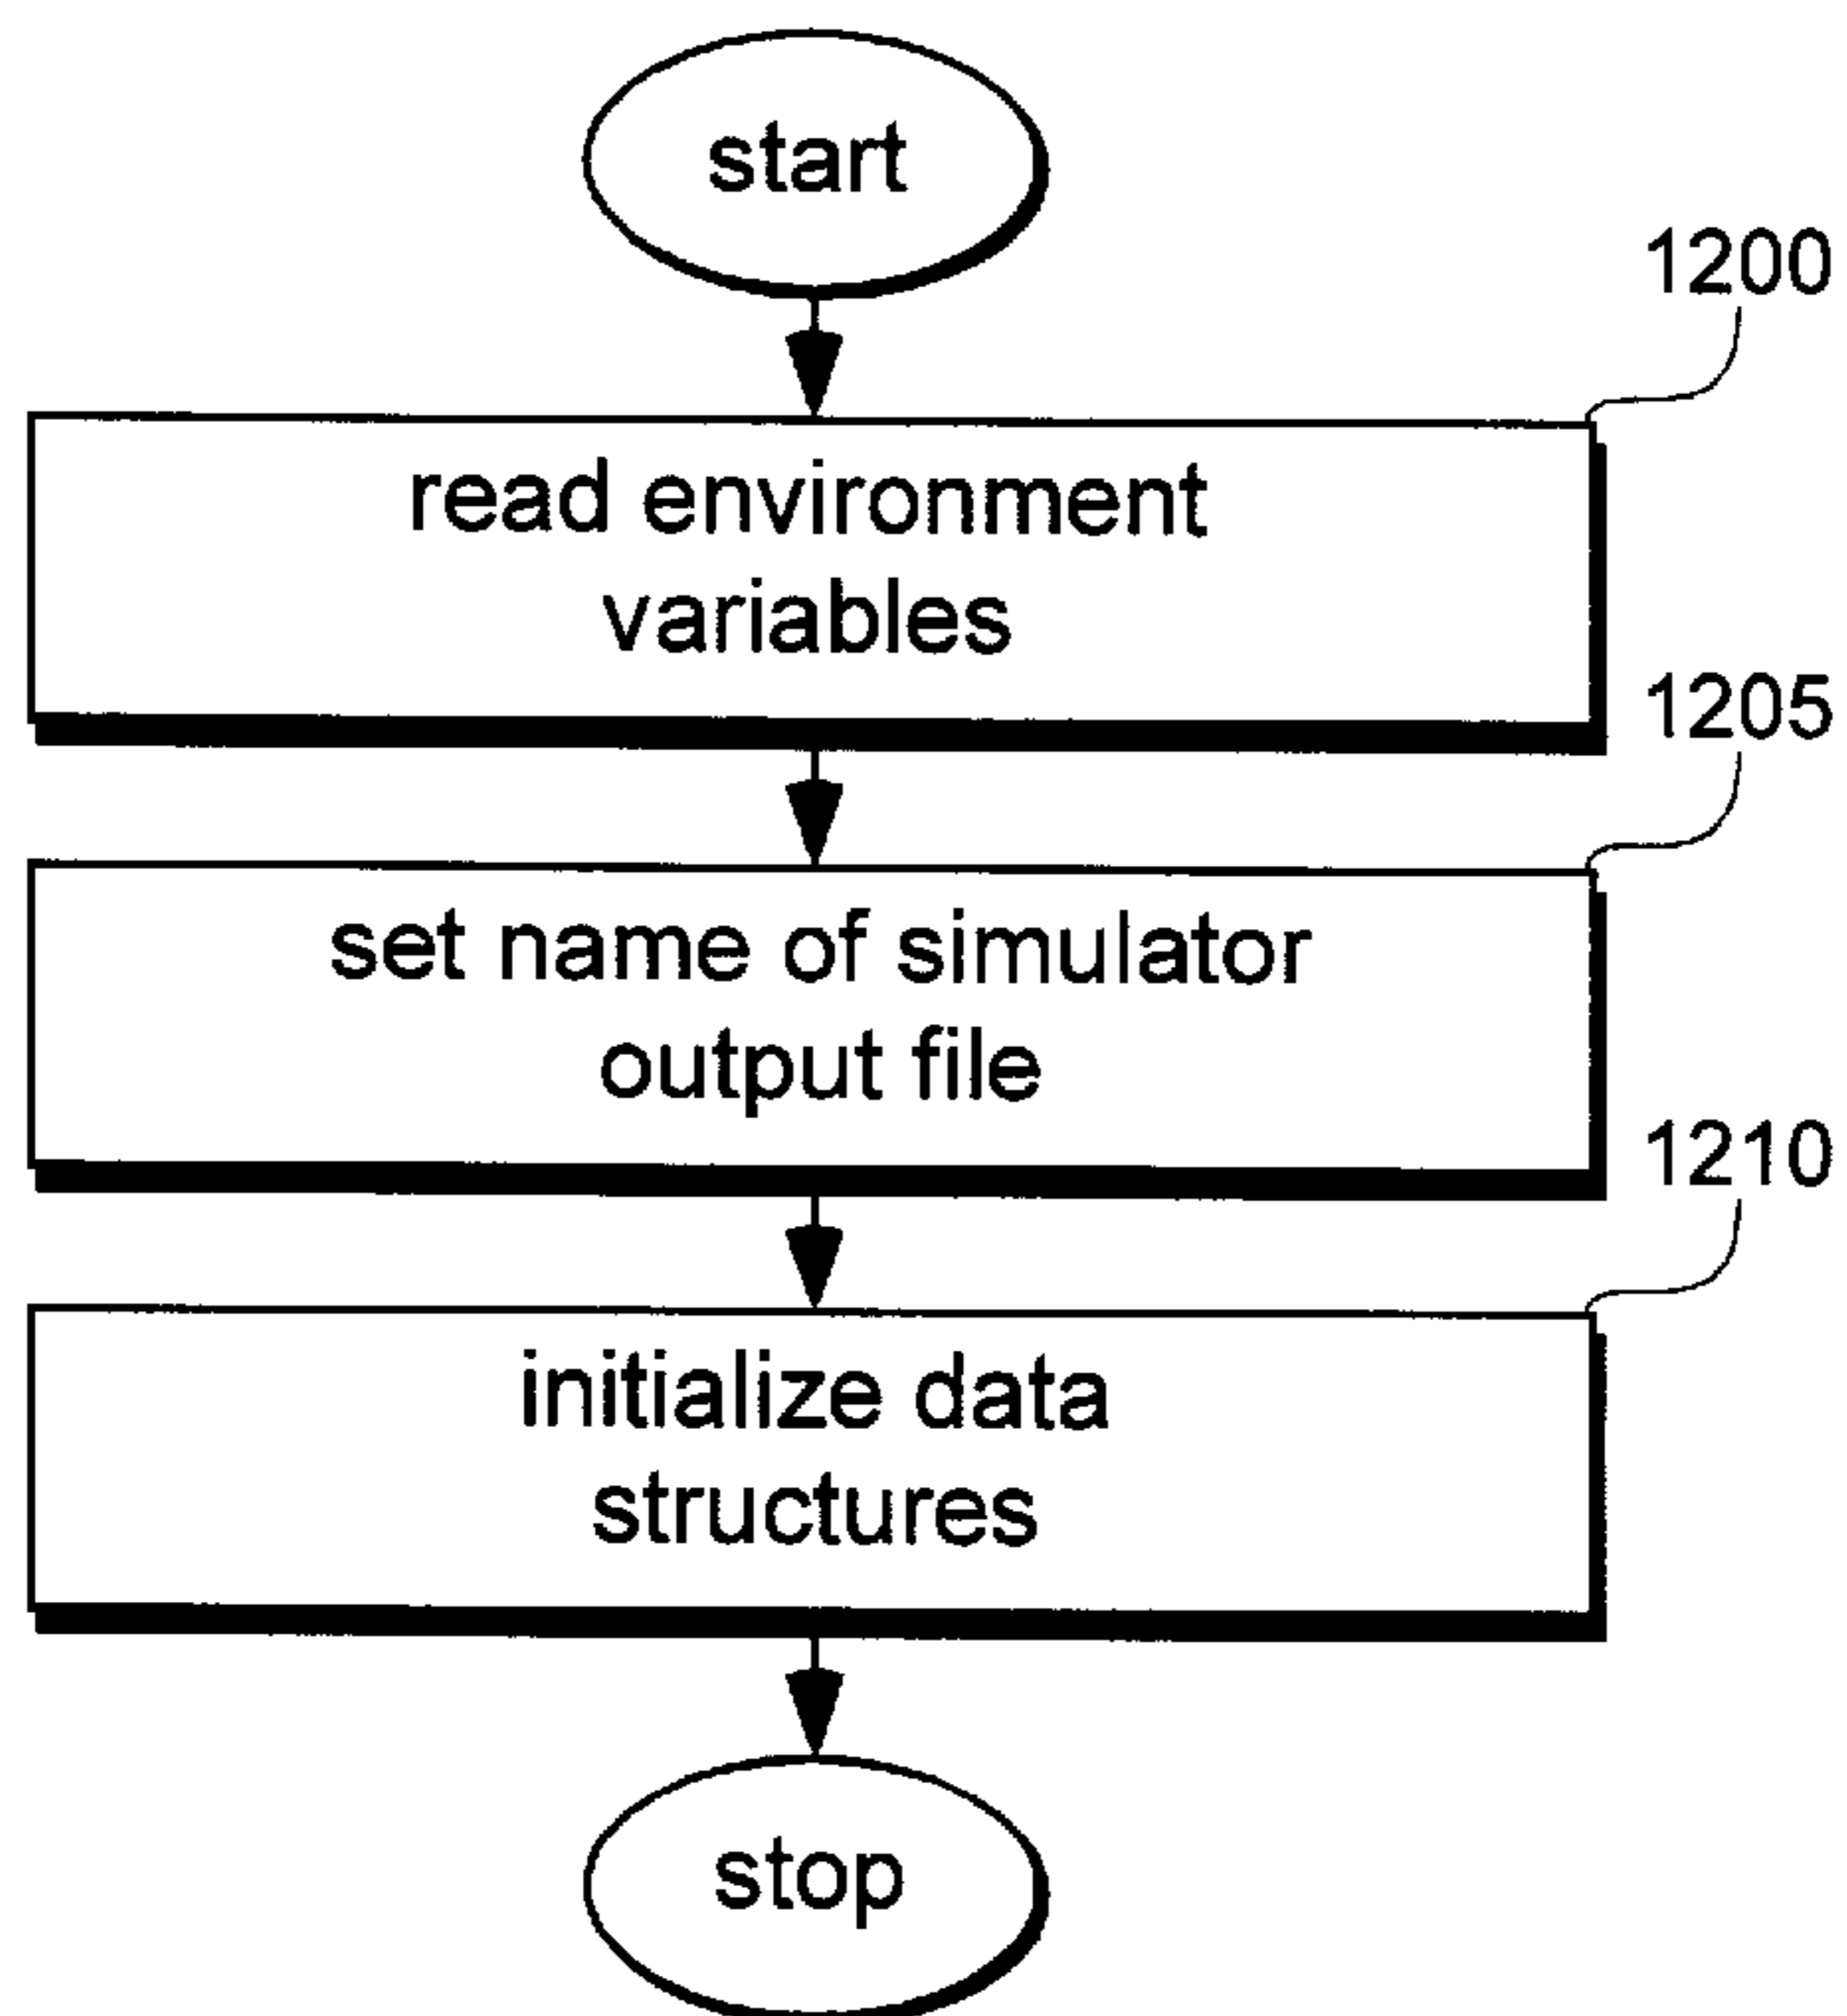 start
1200
read environment
variables
1205
set name of simulator
output file
1210
initialize data
structures
stop